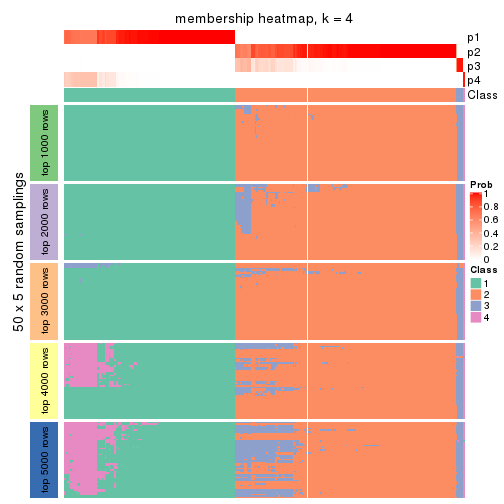 membership heatmap, k = 4
p1
p2
p3
p4
Class
50 x 5 random samplings
top 1000 rows
top 2000 rows
top 3000 rows
top 4000 rows
top 5000 rows
Prob
1
0.8
0.6
0.4
0.2
0
Class
1
2
3
4